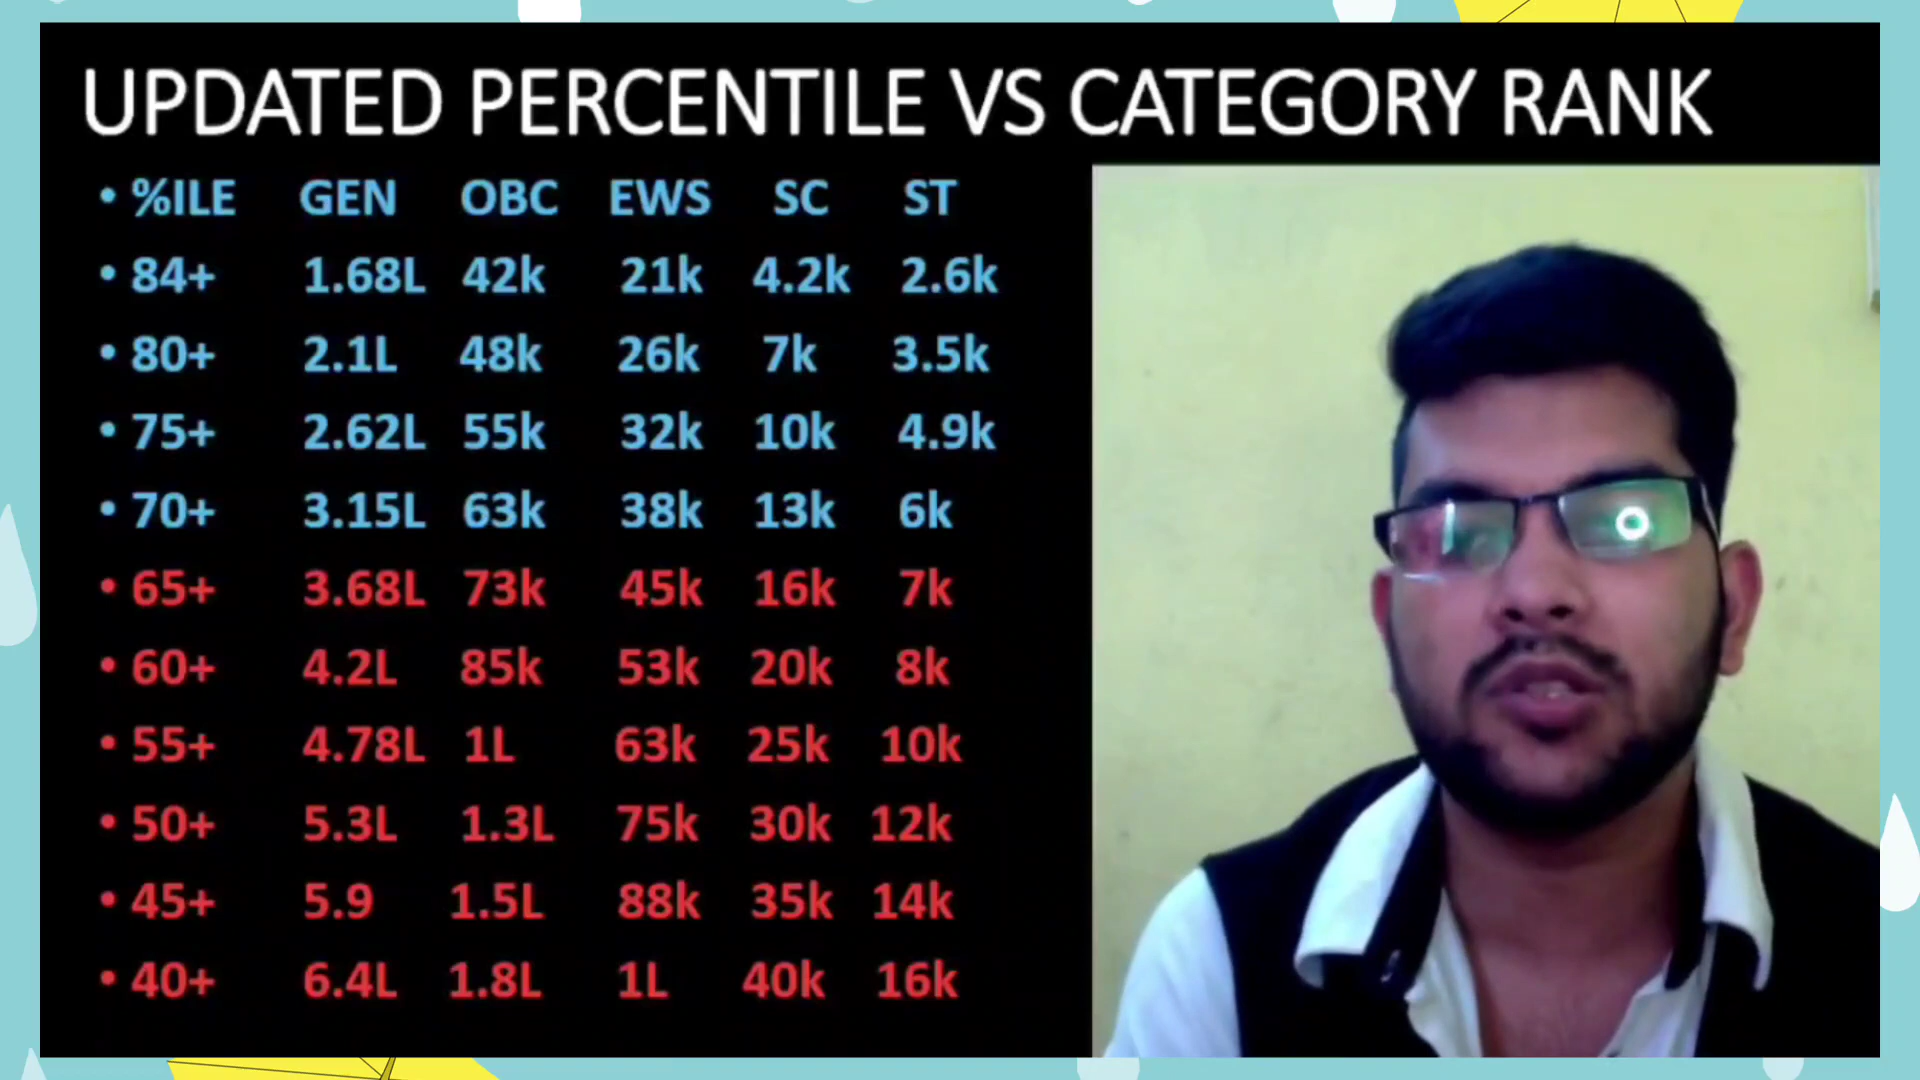 UPDATED PERCENTILE VS CATEGORY RANK
• %ILE GEN OBC EWS SC ST
• 84+ 1.68L 42k 21k 4.2k 2.6k
• 80+ 2.1L 48k 26k 7k 3.5k
• 75+ 2.62L 55k 32k 10k 4.9k
• 70+ 3.15L 63k 38k 13k 6k
• 65+ 3.68L 73k 45k 16k 7k
• 60+ 4.2L 85k 53k 20k 8k
• 55+ 4.78L 1L 63k 25k 10k
• 50+ 5.3L 1.3L 75k 30k 12k
• 45+ 5.9 1.5L 88k 35k 14k
• 40+ 6.4L 1.8L 1L 40k 16k